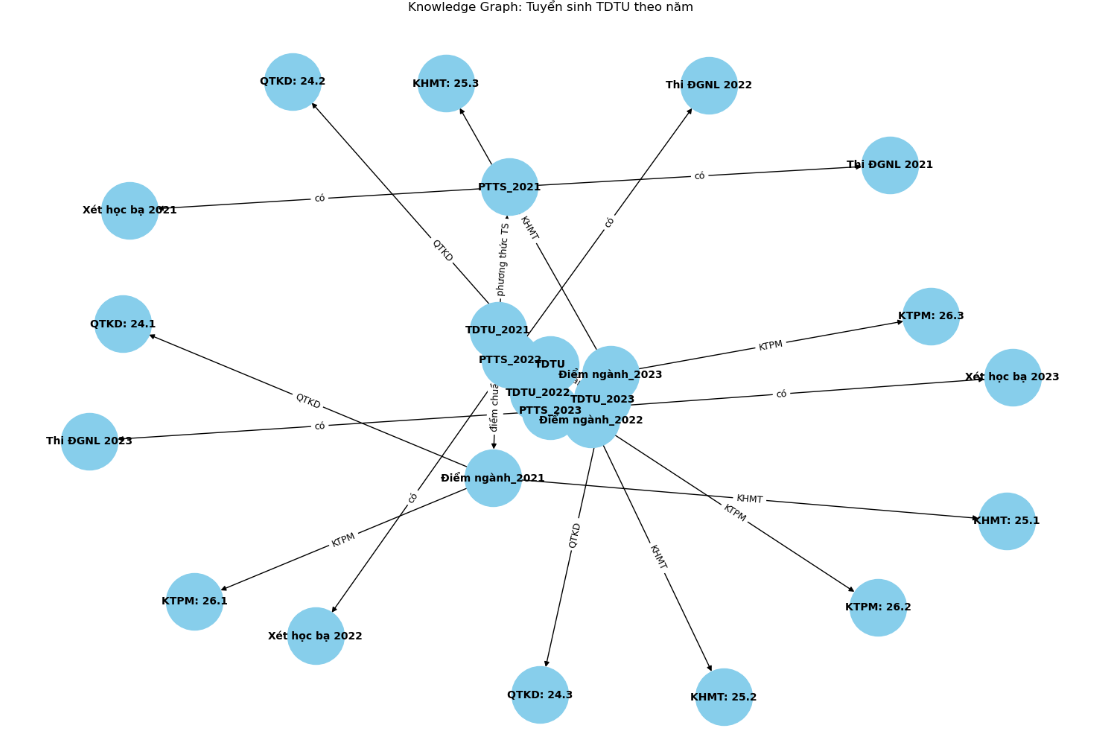 Knowledge Graph: Tuyển sinh TDTU theo năm
QTKD: 24.2
KHMT: 25.3
Thi ĐGNL 2022
Thi ĐGNL 2021
có
PTTS_2021
có
Xét học bạ 2021
KHMT
có
QTKD
phương thức TS
KTPM: 26.3
QTKD: 24.1
TDTU_2021
KTPM
PTTS_2022
TDTU
Điểm ngành_2023
Xét học bạ 2023
TDTU_2022
có
TDTU_2023
QTKD
điểm chuẩ
PTTS_2023
Điểm ngành_2022
có
Thi ĐGNL 2023
Điểm ngành_2021
có
KHMT
KTPM
KHMT: 25.1
KTPM
QTKD
KHMT
KTPM: 26.1
KTPM: 26.2
Xét học bạ 2022
QTKD: 24.3
KHMT: 25.2